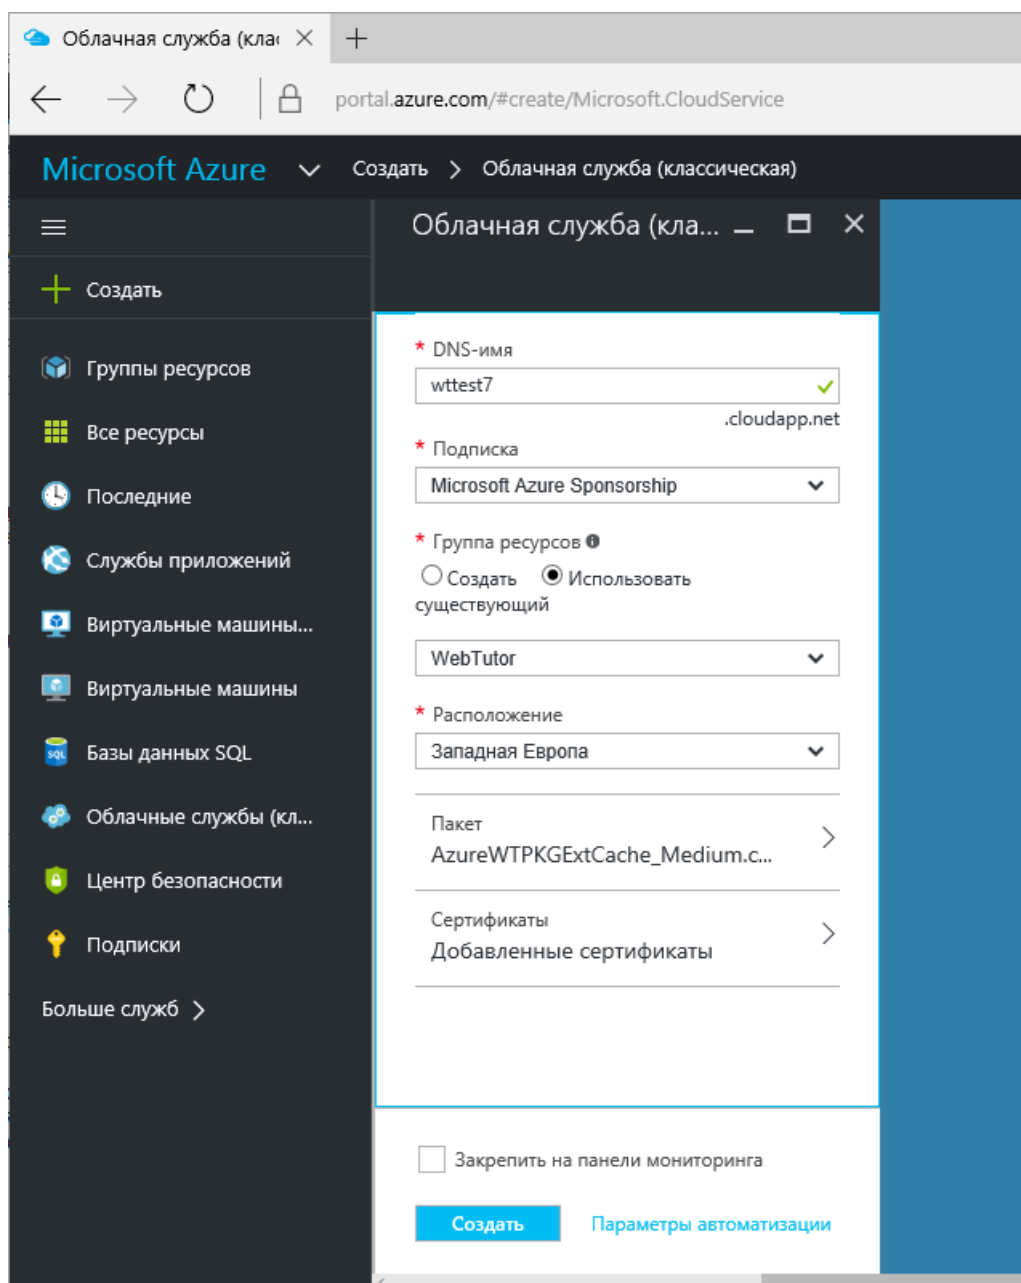 Облачная служба (клас
portal.azure.com/#create/Microsoft.CloudService
Microsoft Azure Создать > Облачная служба (классическая)
Облачная служба (кла...
Создать
Группы ресурсов
Все ресурсы
Последние
Службы приложений
Виртуальные машины...
Виртуальные машины
SQL
Базы данных SQL
Облачные службы (кл...
Центр безопасности
Подписки
Больше служб >
* DNS-имя
wttest7
.cloudapp.net
* Подписка
Microsoft Azure Sponsorship
* Группа ресурсов
Создать Использовать
существующий
WebTutor
* Расположение
Западная Европа
Пакет
AzureWTPKGExtCache_Medium.c...
Сертификаты
Добавленные сертификаты
Закрепить на панели мониторинга
Создать Параметры автоматизации